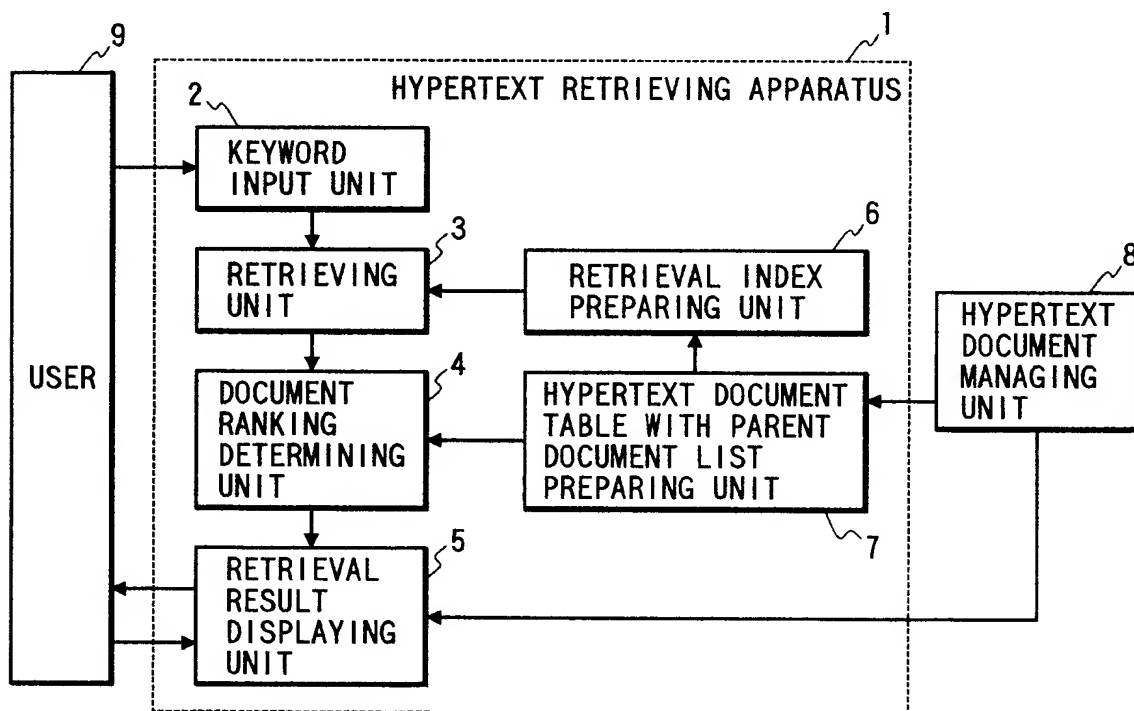 9
1
HYPERTEXT RETRIEVING APPARATUS
2
KEYWORD
INPUT UNIT
3
RETRIEVING
UNIT
6
RETRIEVAL INDEX
PREPARING UNIT
8
HYPERTEXT
DOCUMENT
MANAGING
UNIT
USER
4
DOCUMENT
RANKING
DETERMINING
UNIT
HYPERTEXT DOCUMENT
TABLE WITH PARENT
DOCUMENT LIST
PREPARING UNIT
7
5
RETRIEVAL
RESULT
DISPLAYING
UNIT